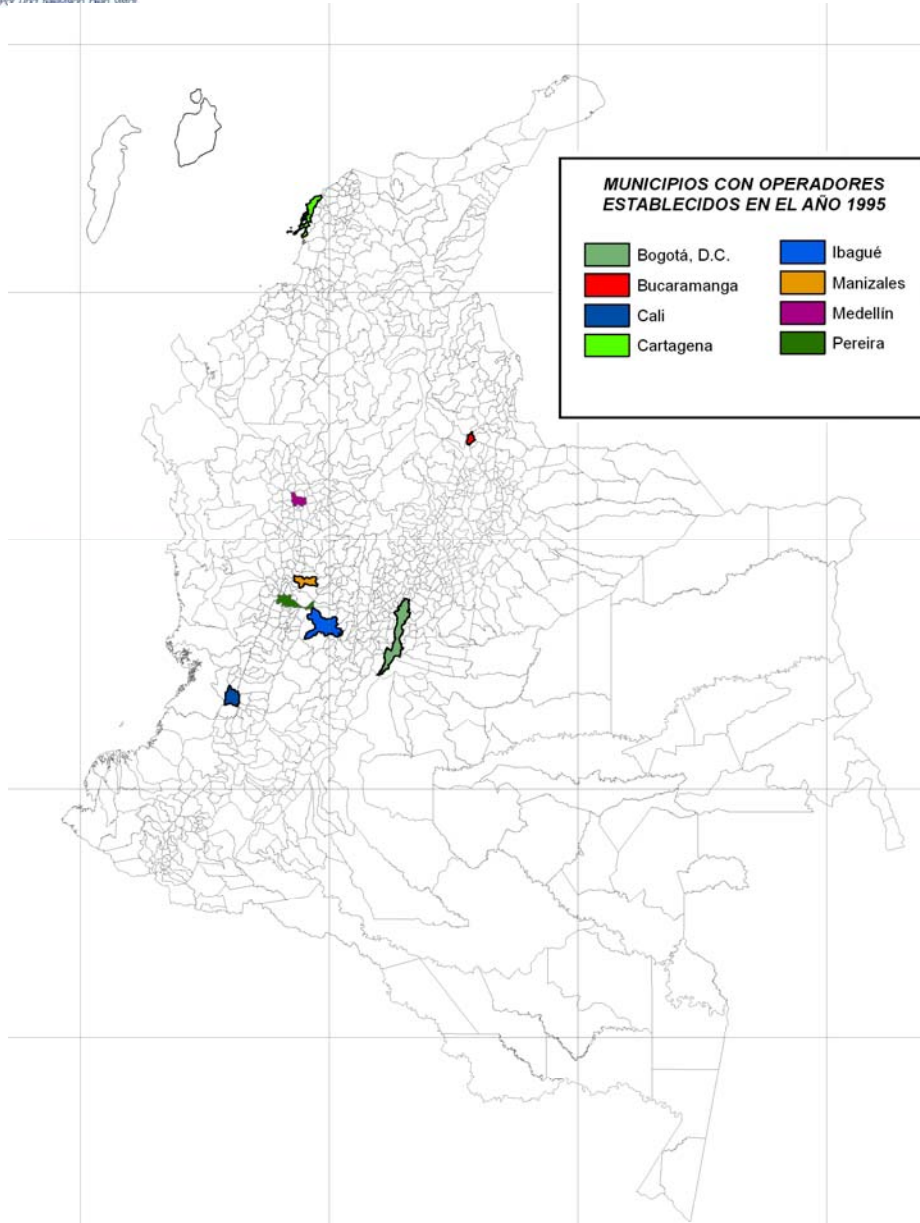 MUNICIPIOS CON OPERADORES
ESTABLECIDOS EN EL AÑO 1995
Bogotá, D.C.
Bucaramanga
Cali
Cartagena
Ibagué
Manizales
Medellín
Pereira